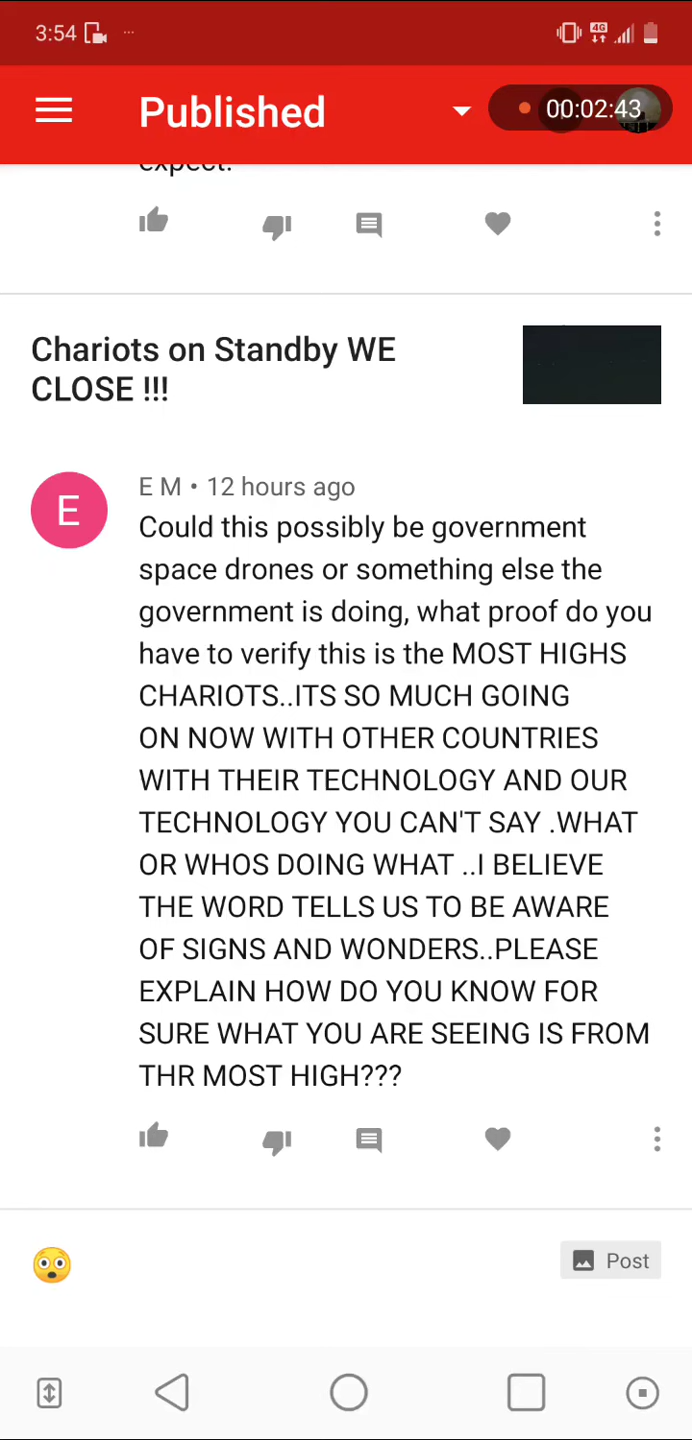 3:54
4G
Published
00:02:43
expect.
Chariots on Standby WE
CLOSE !!!
E
E M • 12 hours ago
Could this possibly be government
space drones or something else the
government is doing, what proof do you
have to verify this is the MOST HIGHS
CHARIOTS..ITS SO MUCH GOING
ON NOW WITH OTHER COUNTRIES
WITH THEIR TECHNOLOGY AND OUR
TECHNOLOGY YOU CAN'T SAY .WHAT
OR WHOS DOING WHAT ..I BELIEVE
THE WORD TELLS US TO BE AWARE
OF SIGNS AND WONDERS..PLEASE
EXPLAIN HOW DO YOU KNOW FOR
SURE WHAT YOU ARE SEEING IS FROM
THR MOST HIGH???
Post